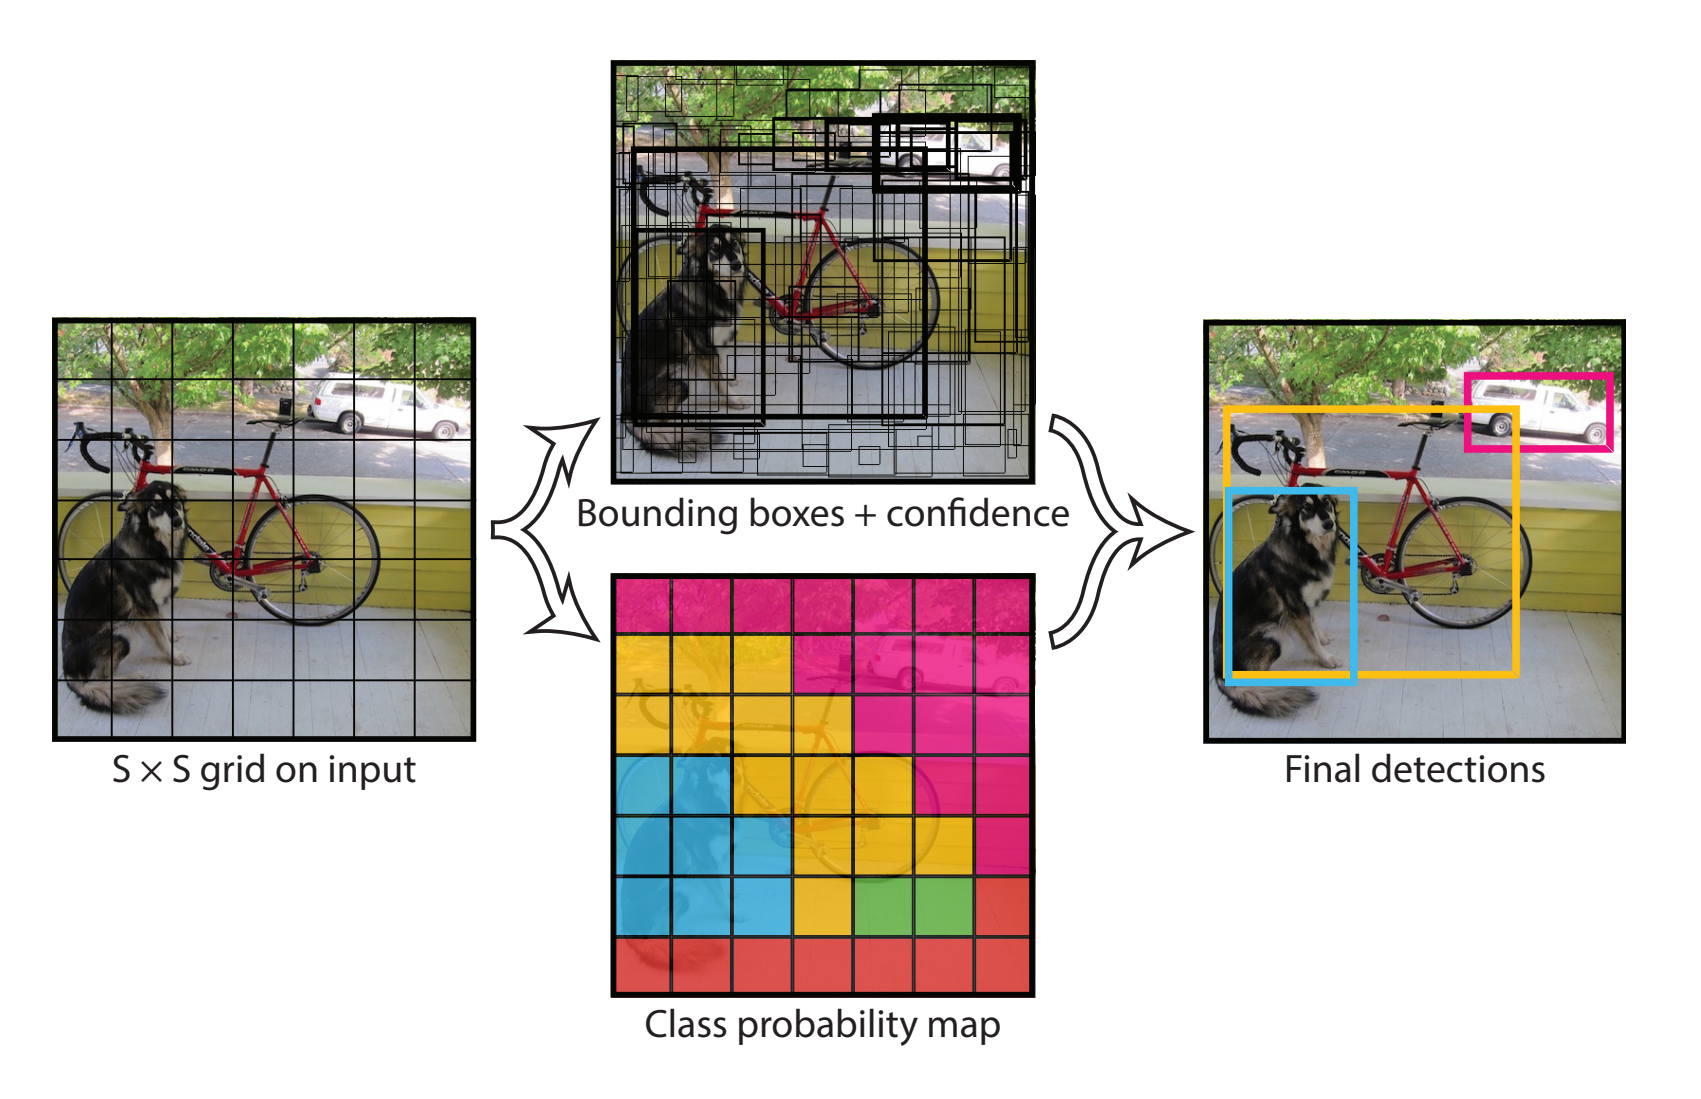 Bounding boxes + confidence
S × S grid on input
Final detections
Class probability map